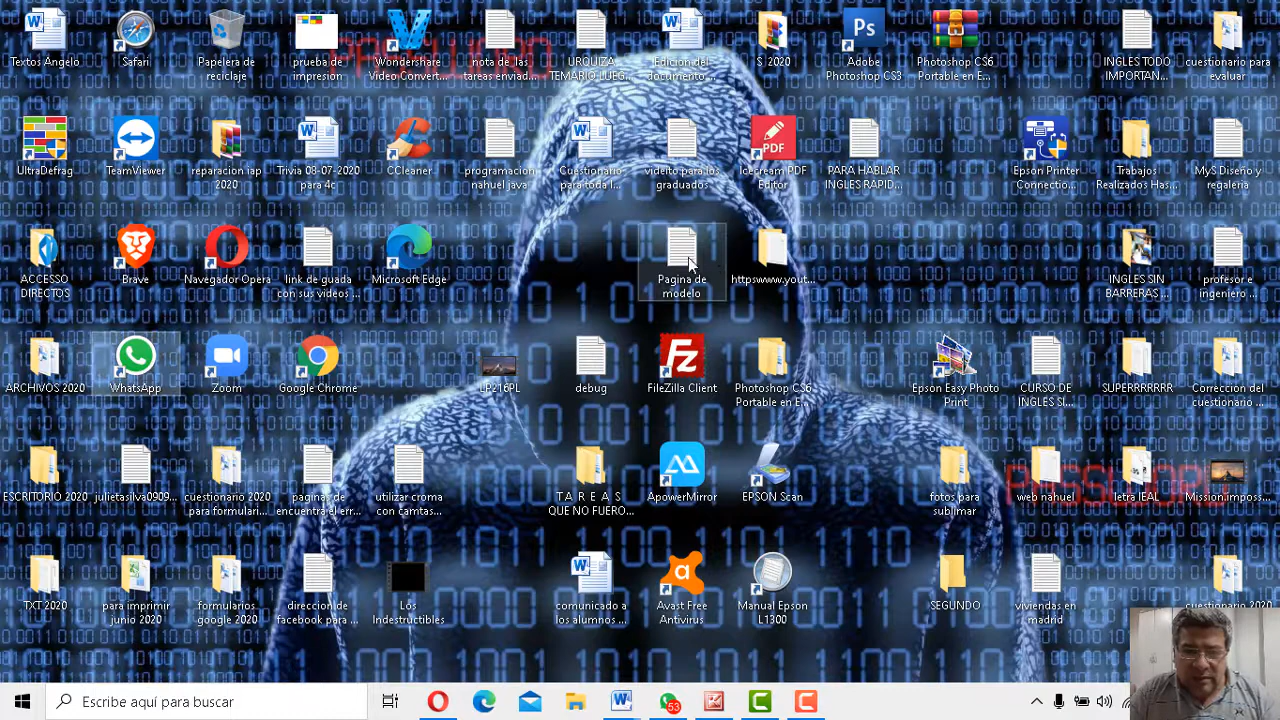 Textos Angelo
Safari
Papelera de
reciclaje
prueba de
impresion
Wondershare
Video Convert...
nota de las
tareas enviad...
URQUIZA
TEMARIO LUEG...
Edicion del
documento ...
S 2020
Ps
Adobe
Photoshop CS3
Photoshop CS6
Portable en E...
INGLES TODO
IMPORTAN...
cuestionario para
evaluar
UltraDefrag
TeamViewer
reparacion iap
2020
Trivia 08-07-2020
para 4c
CCleaner
programacion
nahuel java
Cuestionario
para toda l...
videito para los
graduados
PDF
Icecream PDF
Editor
PARA HABLAR
INGLES RAPID...
Epson Printer
Connectio...
Trabajos
Realizados Has...
MyS Diseño y
regaleria
ACCESSO
DIRECTOS
Brave
Navegador Opera
link de guada
con sus videos ...
Microsoft Edge
Pagina de
modelo
httpswww.yout...
INGLES SIN
BARRERAS ...
profesor e
ingeniero ...
ARCHIVOS 2020
WhatsApp
Zoom
Google Chrome
LP216PL
debug
FZ
FileZilla Client
Photoshop CS6
Portable en E...
Epson Easy Photo
Print
CURSO DE
INGLES SI...
SUPERRRRRRR
Correccion del
cuestionario ...
ESCRITORIO 2020
julietasilva0909...
cuestionario 2020
para formulari...
paginas de
encuentra el err...
utilizar croma
con camtas...
T A R E A S
QUE NO FUERO...
ApowerMirror
EPSON Scan
fotos para
sublimar
web nahuel
letra IEAL
Mission.imposs...
TXT 2020
para imprimir
junio 2020
formularios
google 2020
direccion de
facebook para ...
Los
Indestructibles
comunicado a
los alumnos ...
Avast Free
Antivirus
Manual Epson
L1300
SEGUNDO
viviendas en
madrid
cuestionario 2020
Escribe aquí para buscar
53